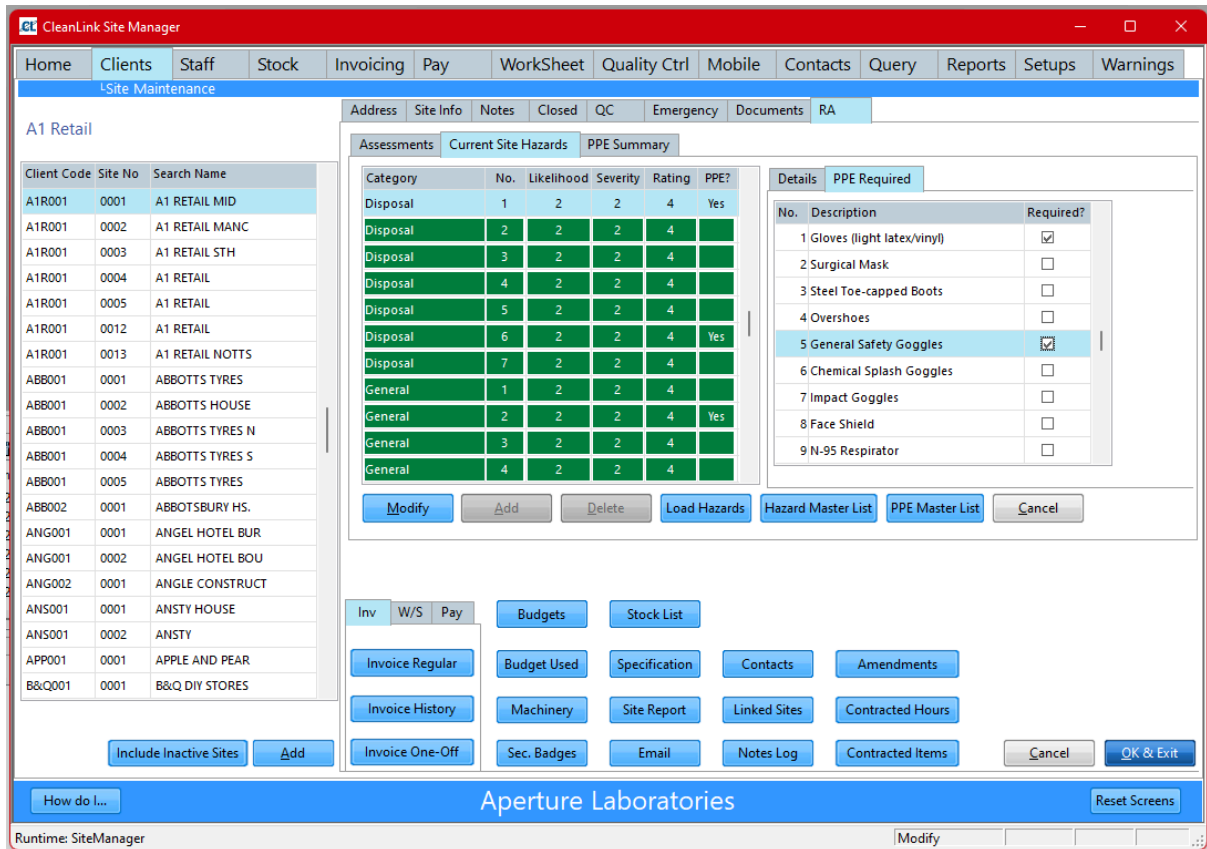 CleanLink Site Manager
Home Clients Staff Stock Invoicing Pay WorkSheet Quality Ctrl Mobile Contacts Query Reports Setups Warnings
Site Maintenance
A1 Retail
Client Code Site No Search Name
A1R001 0001 A1 RETAIL MID
A1R001 0002 A1 RETAIL MANC
A1R001 0003 A1 RETAIL STH
A1R001 0004 A1 RETAIL
A1R001 0005 A1 RETAIL
A1R001 0012 A1 RETAIL
A1R001 0013 A1 RETAIL NOTTS
ABB001 0001 ABBOTTS TYRES
ABB001 0002 ABBOTTS HOUSE
ABB001 0003 ABBOTTS TYRES N
ABB001 0004 ABBOTTS TYRES S
ABB001 0005 ABBOTTS TYRES
ABB002 0001 ABBOTSBURY HS.
ANG001 0001 ANGEL HOTEL BUR
ANG001 0002 ANGEL HOTEL BOU
ANG002 0001 ANGLE CONSTRUCT
ANS001 0001 ANSTY HOUSE
ANS001 0002 ANSTY
APP001 0001 APPLE AND PEAR
B&Q001 0001 B&Q DIY STORES
Include Inactive Sites Add
Address Site Info Notes Closed QC Emergency Documents RA
Assessments Current Site Hazards PPE Summary
Category No. Likelihood Severity Rating PPE?
Disposal 1 2 2 4 Yes
Disposal 2 2 2 4
Disposal 3 2 2 4
Disposal 4 2 2 4
Disposal 5 2 2 4
Disposal 6 2 2 4 Yes
Disposal 7 2 2 4
General 1 2 2 4
General 2 2 2 4 Yes
General 3 2 2 4
General 4 2 2 4
Details PPE Required
No. Description Required?
1 Gloves (light latex/vinyl)
2 Surgical Mask
3 Steel Toe-capped Boots
4 Overshoes
5 General Safety Goggles
6 Chemical Splash Goggles
7 Impact Goggles
8 Face Shield
9 N-95 Respirator
Modify Add Delete Load Hazards Hazard Master List PPE Master List Cancel
Inv W/S Pay Budgets Stock List
Invoice Regular Budget Used Specification Contacts Amendments
Invoice History Machinery Site Report Linked Sites Contracted Hours
Invoice One-Off Sec. Badges Email Notes Log Contracted Items Cancel OK & Exit
How do I... Aperture Laboratories Reset Screens
Runtime: SiteManager Modify